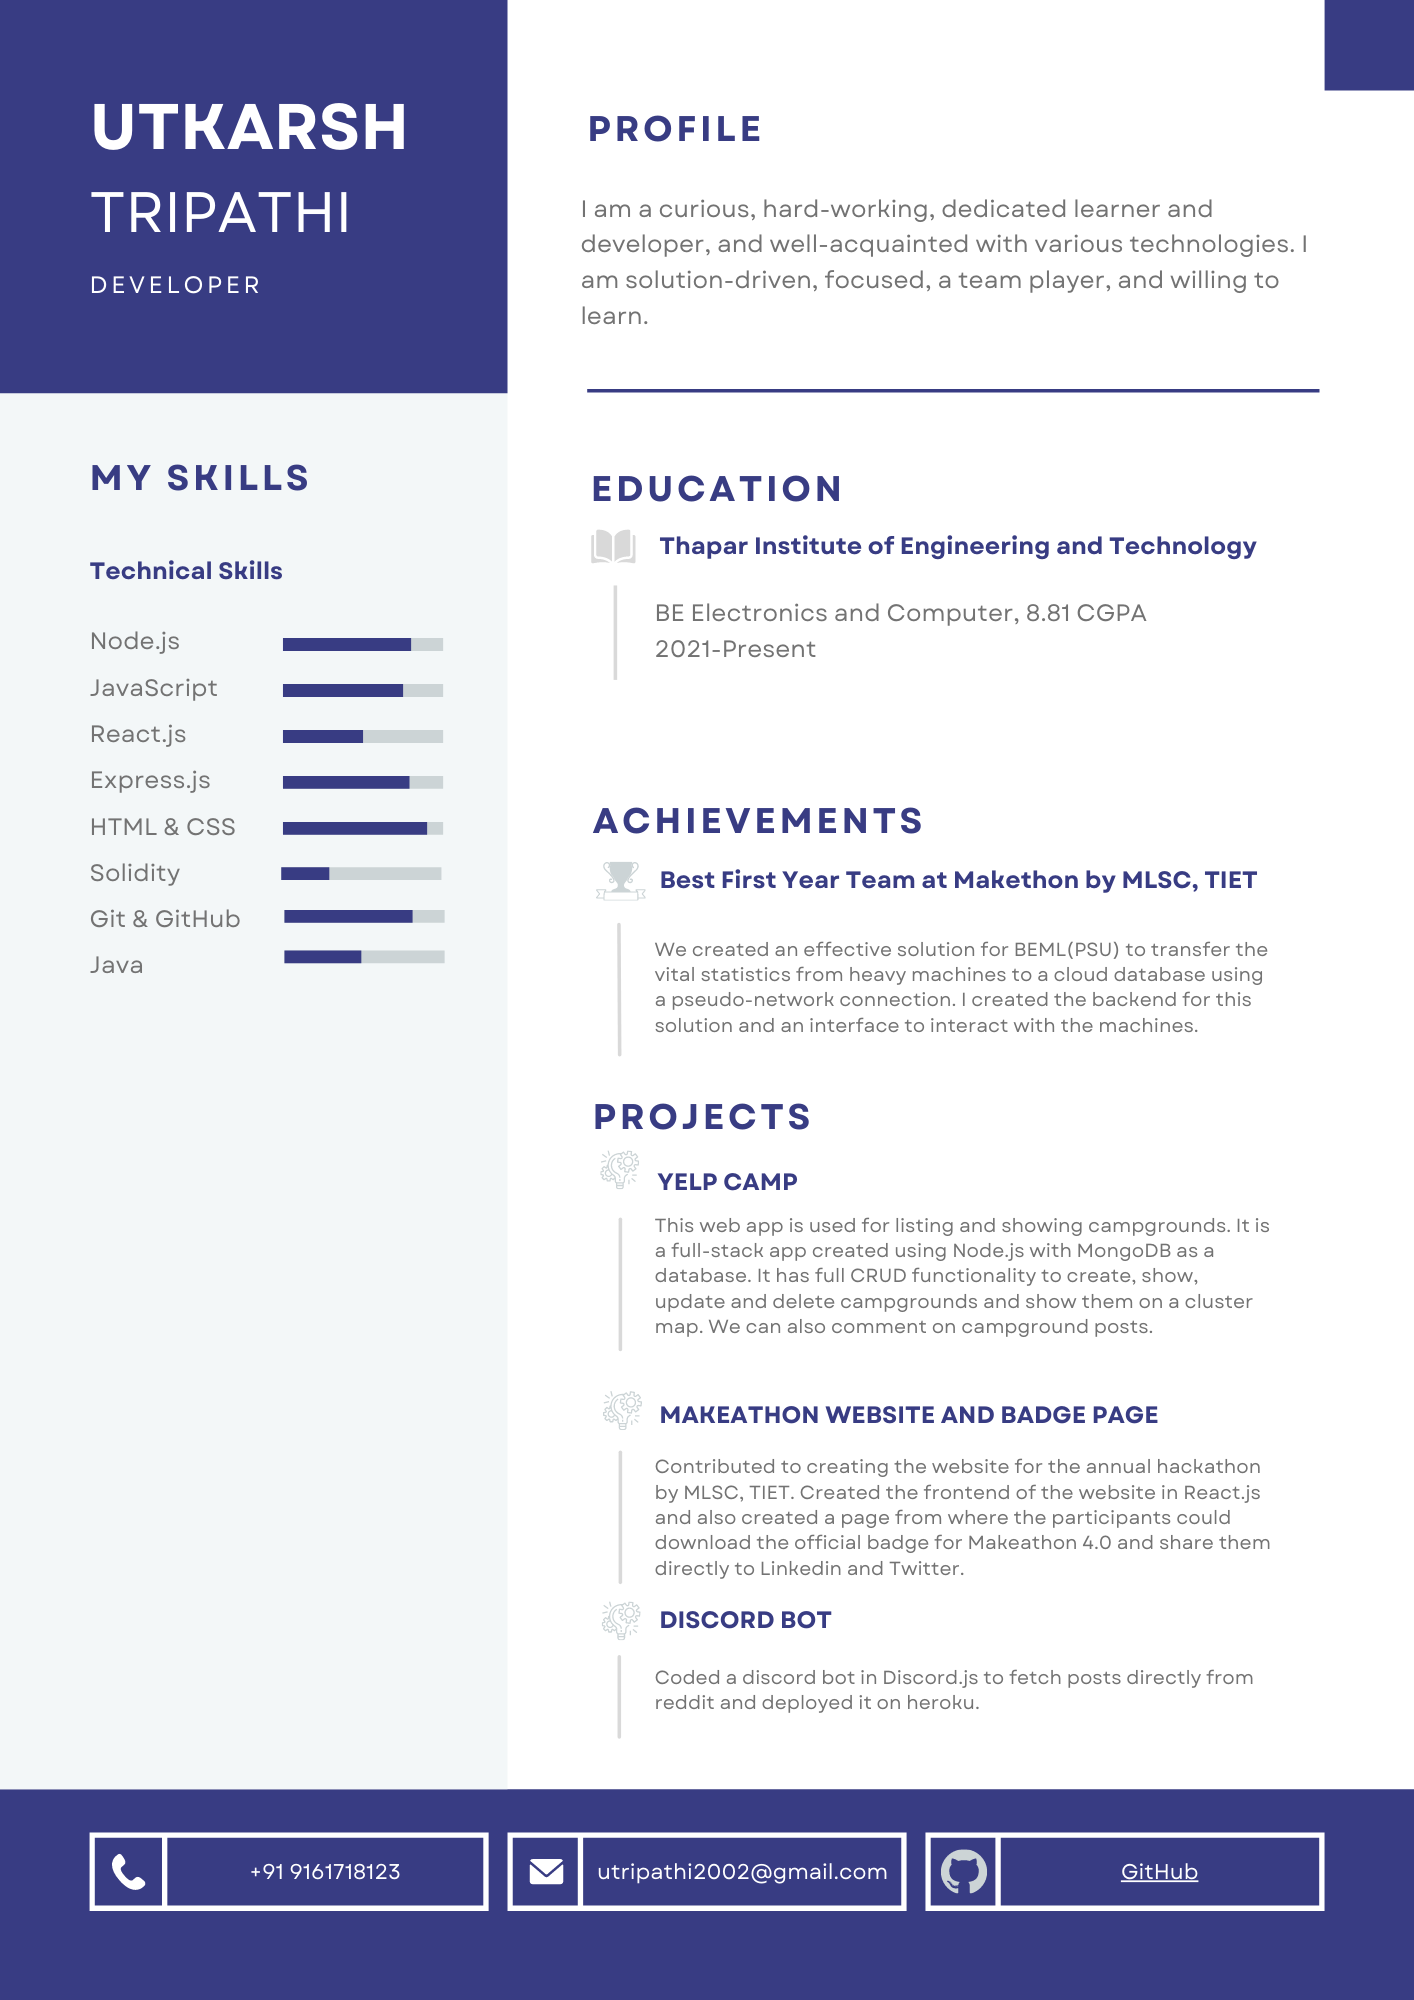 UTKARSH
TRIPATHI
DEVELOPER
MY SKILLS
Technical Skills
Node.js
JavaScript
React.js
Express.js
HTML & CSS
Solidity
Git & GitHub
Java
PROFILE
I am a curious, hard-working, dedicated learner and
developer, and well-acquainted with various technologies. I
am solution-driven, focused, a team player, and willing to
learn.
EDUCATION
Thapar Institute of Engineering and Technology
BE Electronics and Computer, 8.81 CGPA
2021-Present
ACHIEVEMENTS
Best First Year Team at Makethon by MLSC, TIET
We created an effective solution for BEML(PSU) to transfer the
vital statistics from heavy machines to a cloud database using
a pseudo-network connection. I created the backend for this
solution and an interface to interact with the machines.
PROJECTS
YELP CAMP
This web app is used for listing and showing campgrounds. It is
a full-stack app created using Node.js with MongoDB as a
database. It has full CRUD functionality to create, show,
update and delete campgrounds and show them on a cluster
map. We can also comment on campground posts.
MAKEATHON WEBSITE AND BADGE PAGE
Contributed to creating the website for the annual hackathon
by MLSC, TIET. Created the frontend of the website in React.js
and also created a page from where the participants could
download the official badge for Makeathon 4.0 and share them
directly to Linkedin and Twitter.
DISCORD BOT
Coded a discord bot in Discord.js to fetch posts directly from
reddit and deployed it on heroku.
+91 9161718123
utripathi2002@gmail.com
GitHub